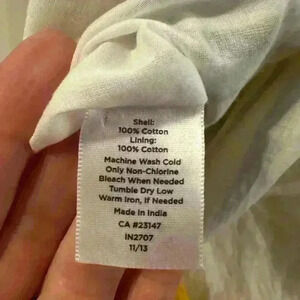 Shell:
100% Cotton
Lining:
100% Cotton
Machine Wash Cold
Only Non-Chlorine
Bleach When Needed
Tumble Dry Low
Warm Iron, If Needed
Made in India
CA #23147
IN2707
11/13